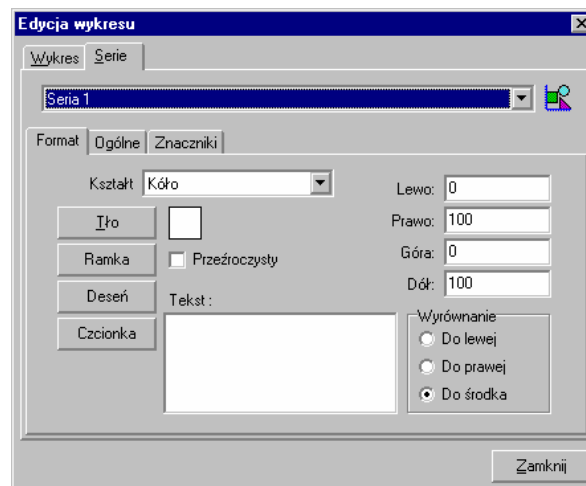 Edycja wykresu
Wykres Serie
Seria 1
Format Ogólne Znaczniki
Kształt Kóło
Lewo: 0
Tło
Prawo: 100
Ramka Przeźroczysty
Góra: 0
Deseń
Dół: 100
Tekst :
Czcionka
Wyrównanie
Do lewej
Do prawej
Do środka
Zamknij